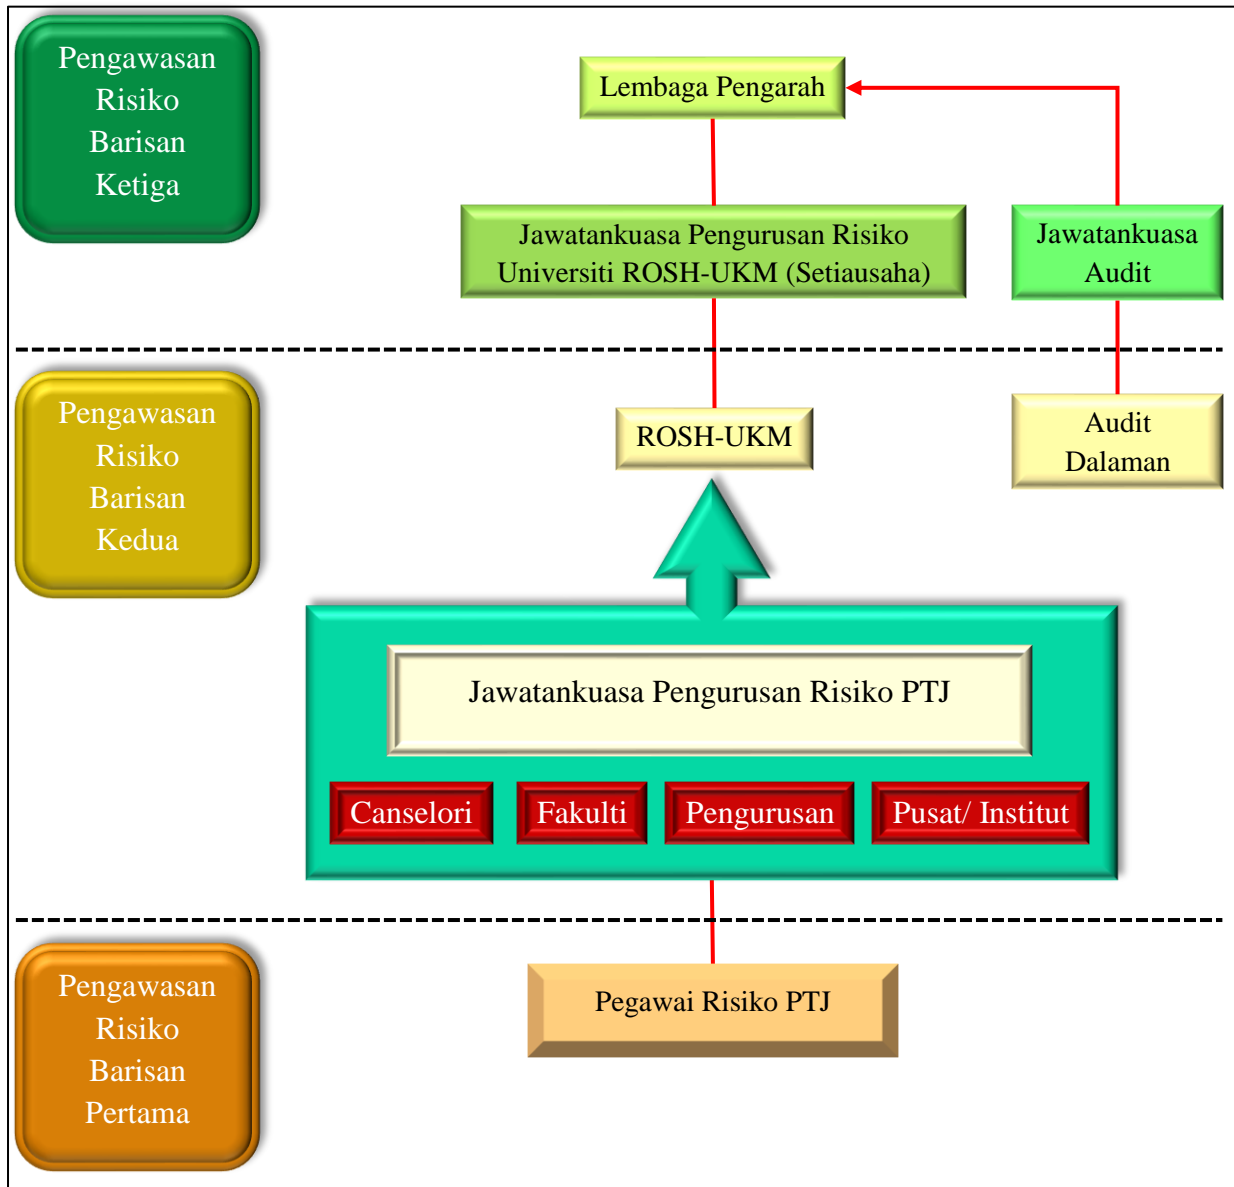 Pengawasan
Risiko
Barisan
Ketiga
Lembaga Pengarah
Jawatankuasa Pengurusan Risiko
Universiti ROSH-UKM (Setiausaha)
Jawatankuasa
Audit
Pengawasan
Risiko
Barisan
Kedua
ROSH-UKM
Audit
Dalaman
Jawatankuasa Pengurusan Risiko PTJ
Canselori
Fakulti
Pengurusan
Pusat/ Institut
Pengawasan
Risiko
Barisan
Pertama
Pegawai Risiko PTJ